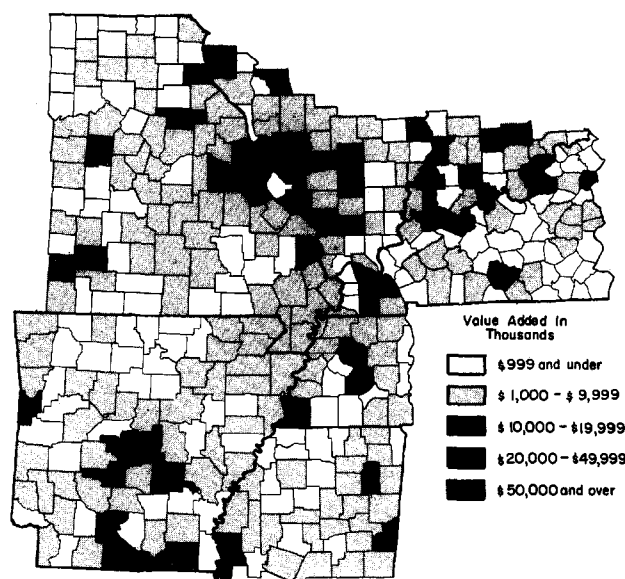 Value Added In
Thousands
$999 and under
$1,000 - $9,999
$10,000 - $19,999
$20,000 - $49,999
$50,000 and over